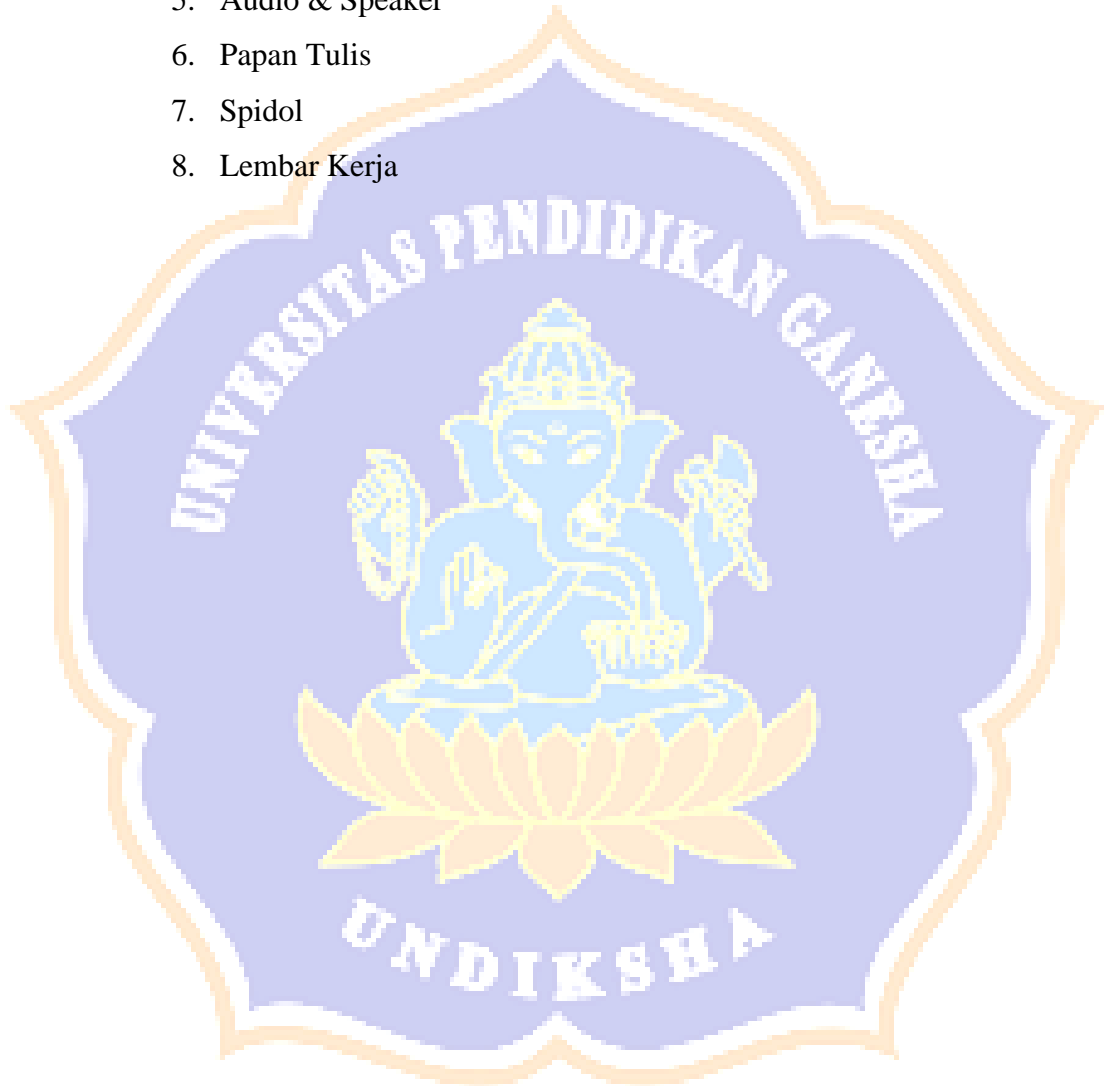 5. Audio & Speaker
6. Papan Tulis
7. Spidol
8. Lembar Kerja
UNIVERSITAS PENDIDIKAN GANESHA
UNDIKSHA